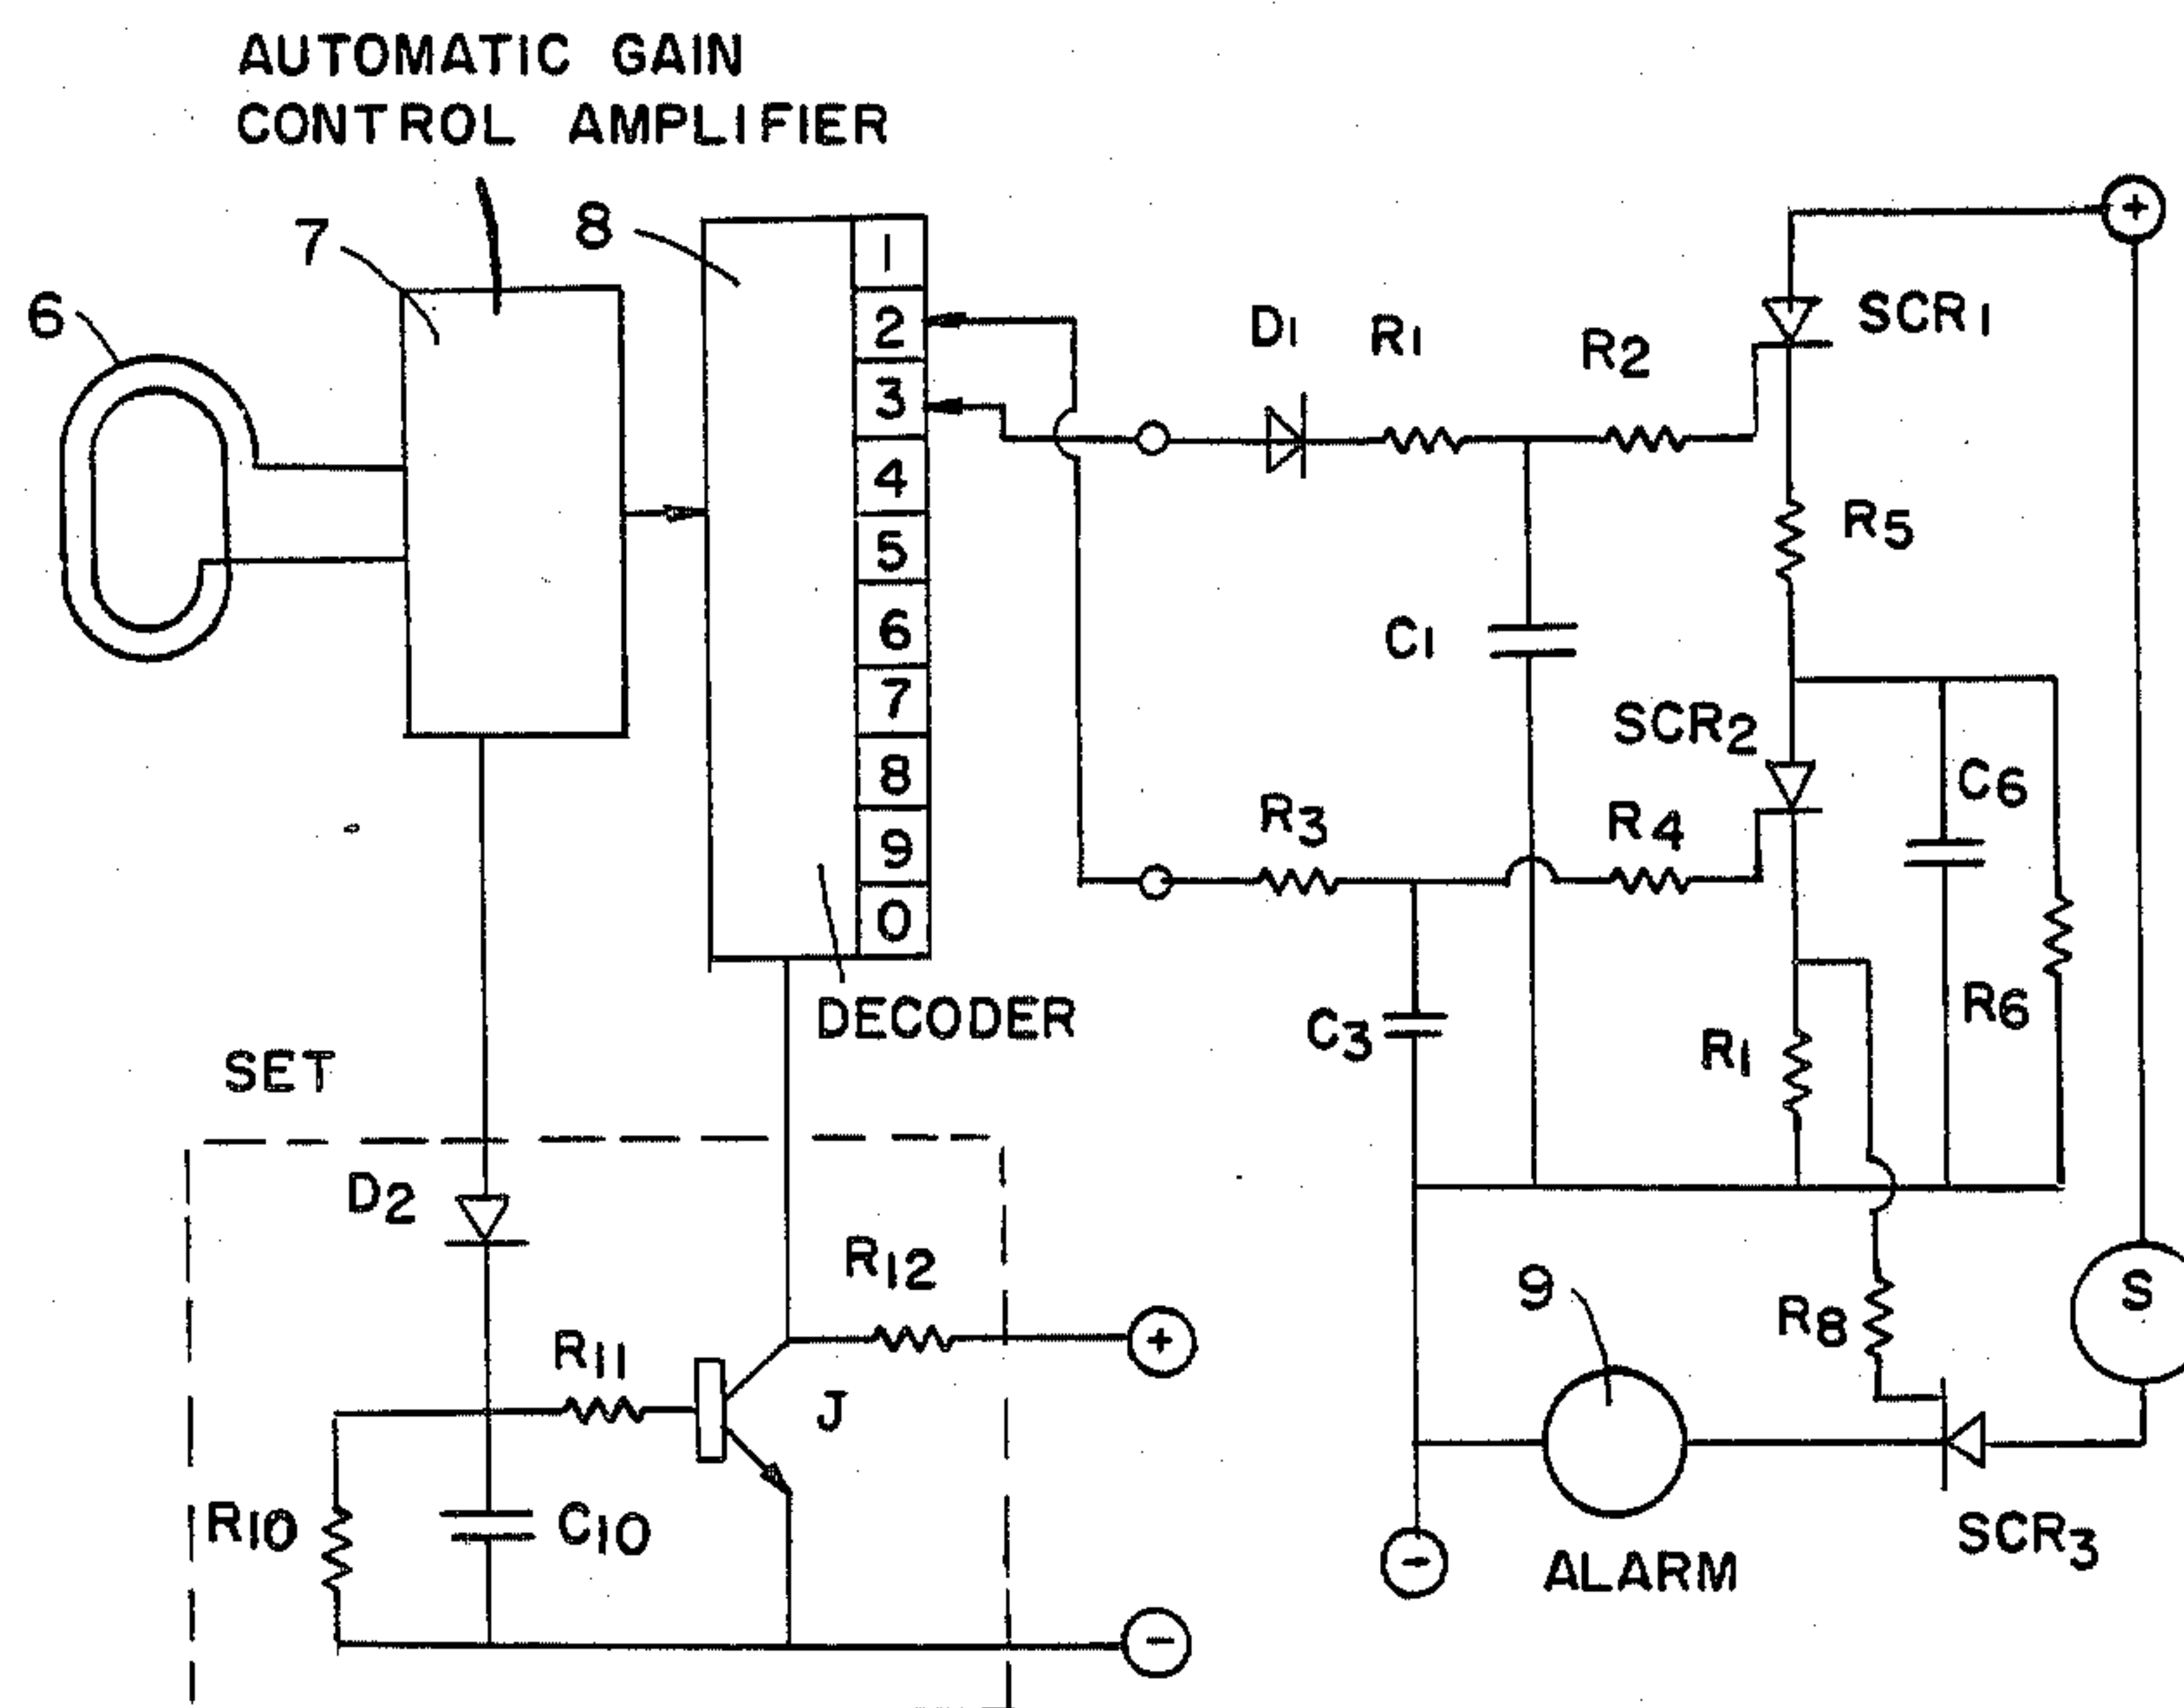 AUTOMATIC GAIN
CONTROL AMPLIFIER
7
8
6
1
2
3
4
5
6
7
8
9
0
DECODER
D1
R1
R2
SCR1
+
R5
C1
SCR2
C6
R3
R4
C3
R1
R6
S
R8
9
ALARM
SCR3
-
SET
D2
R12
+
R11
J
R10
C10
-